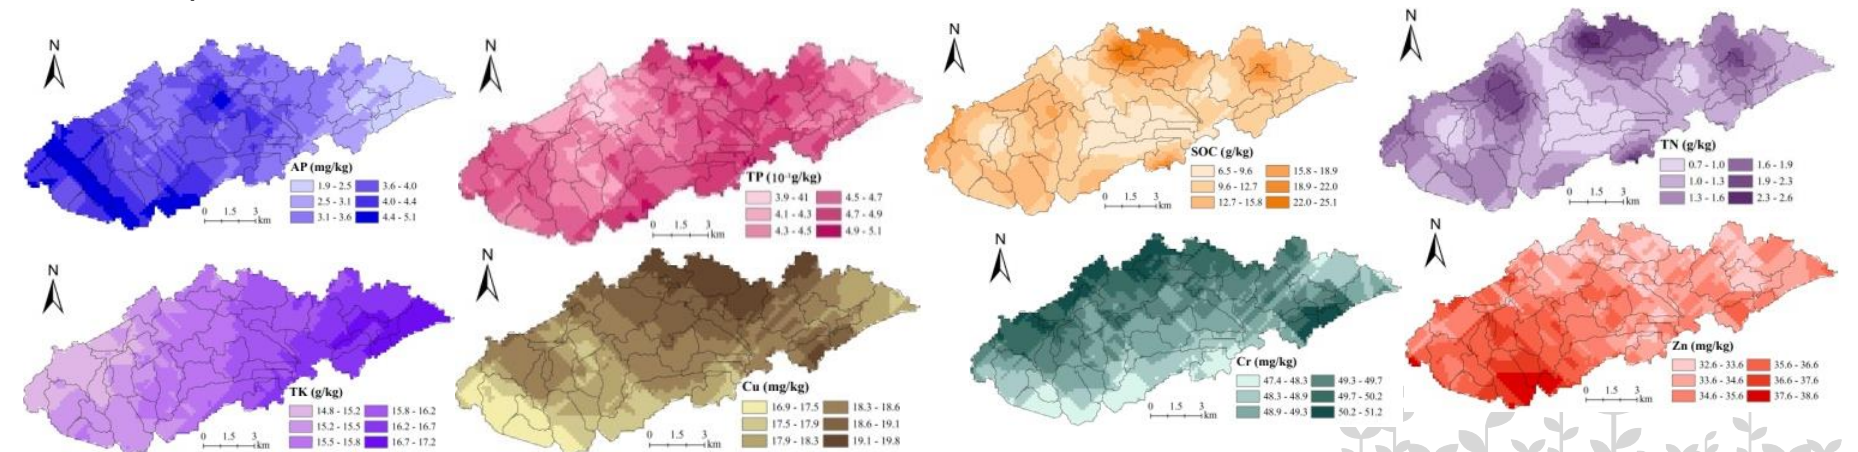 N
AP (mg/kg)
1.9 - 2.5 3.6 - 4.0
2.5 - 3.1 4.0 - 4.4
3.1 - 3.6 4.4 - 5.1
0 1.5 3 km
N
TP (10⁻¹g/kg)
3.9 - 41 4.5 - 4.7
4.1 - 4.3 4.7 - 4.9
4.3 - 4.5 4.9 - 5.1
0 1.5 3 km
N
SOC (g/kg)
6.5 - 9.6 15.8 - 18.9
9.6 - 12.7 18.9 - 22.0
12.7 - 15.8 22.0 - 25.1
0 1.5 3 km
N
TN (g/kg)
0.7 - 1.0 1.6 - 1.9
1.0 - 1.3 1.9 - 2.3
1.3 - 1.6 2.3 - 2.6
0 1.5 3 km
N
TK (g/kg)
14.8 - 15.2 15.8 - 16.2
15.2 - 15.5 16.2 - 16.7
15.5 - 15.8 16.7 - 17.2
0 1.5 3 km
N
Cu (mg/kg)
16.9 - 17.5 18.3 - 18.6
17.5 - 17.9 18.6 - 19.1
17.9 - 18.3 19.1 - 19.8
0 1.5 3 km
N
Cr (mg/kg)
47.4 - 48.3 49.3 - 49.7
48.3 - 48.9 49.7 - 50.2
48.9 - 49.3 50.2 - 51.2
0 1.5 3 km
N
Zn (mg/kg)
32.6 - 33.6 35.6 - 36.6
33.6 - 34.6 36.6 - 37.6
34.6 - 35.6 37.6 - 38.6
0 1.5 3 km